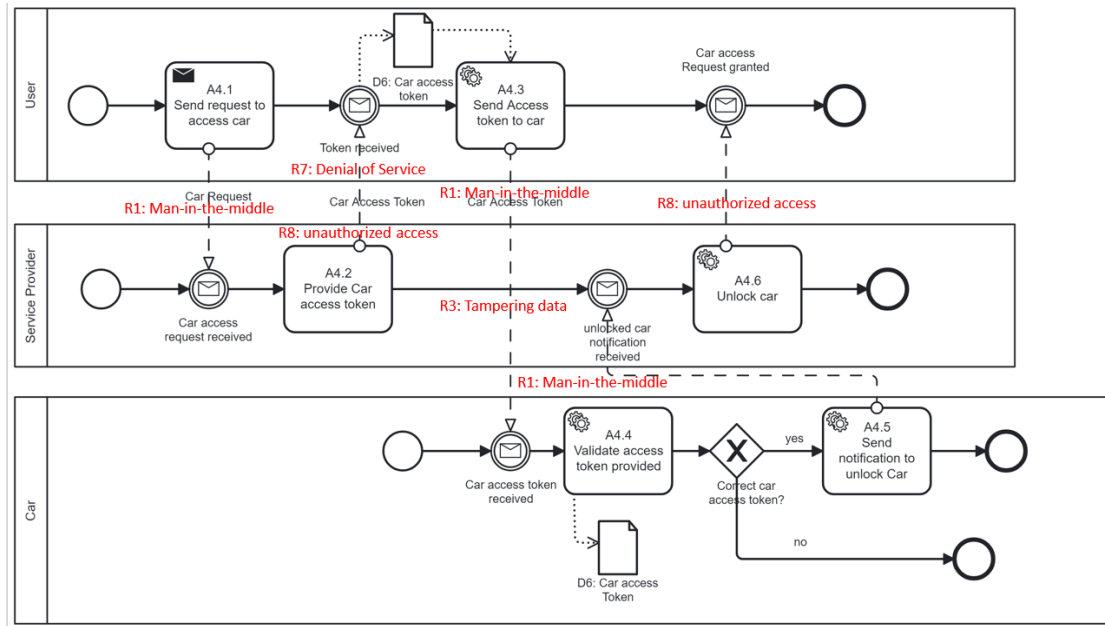 User
A4.1
Send request to
access car
Token received
D6: Car access
token
A4.3
Send Access
token to car
Car access
Request granted
R7: Denial of Service
Car Request
R1: Man-in-the-middle
Car Access Token
R8: unauthorized access
R1: Man-in-the-middle
Car Access Token
R8: unauthorized access
Service Provider
Car access
request received
A4.2
Provide Car
access token
R3: Tampering data
unlocked car
notification
received
A4.6
Unlock car
R1: Man-in-the-middle
Car
Car access token
received
A4.4
Validate access
token provided
D6: Car access
Token
Correct car
access token?
yes
no
A4.5
Send
notification to
unlock Car